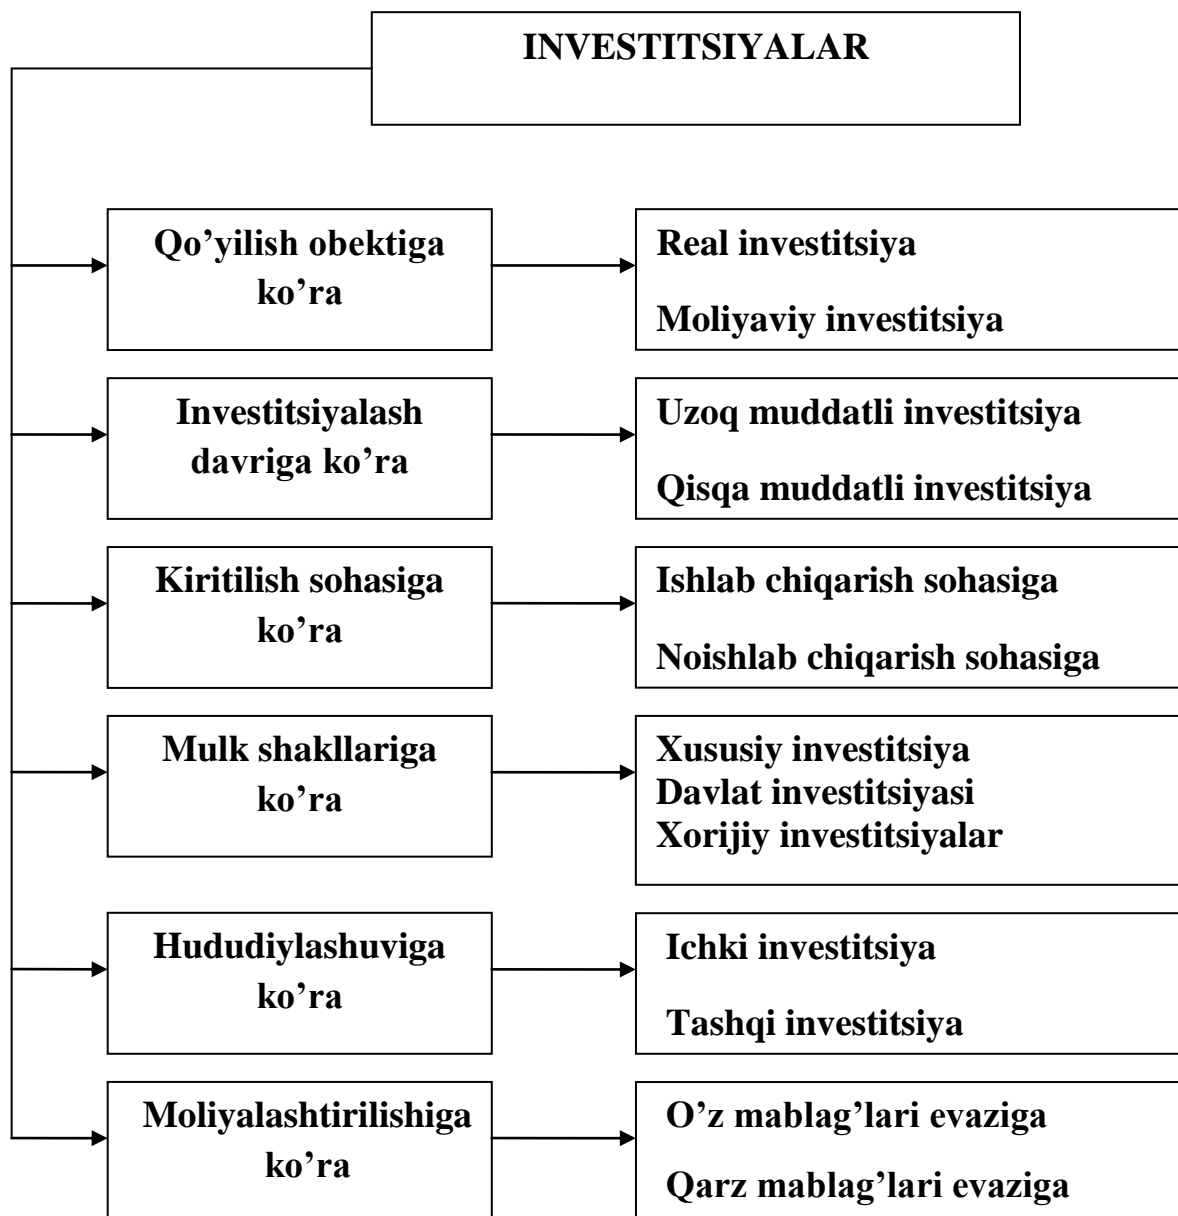 INVESTITSIYALAR
Qo’yilish obektiga
ko’ra
Real investitsiya
Moliyaviy investitsiya
Investitsiyalash
davriga ko’ra
Uzoq muddatli investitsiya
Qisqa muddatli investitsiya
Kiritilish sohasiga
ko’ra
Ishlab chiqarish sohasiga
Noishlab chiqarish sohasiga
Mulk shakllariga
ko’ra
Xususiy investitsiya
Davlat investitsiyasi
Xorijiy investitsiyalar
Hududiylashuviga
ko’ra
Ichki investitsiya
Tashqi investitsiya
Moliyalashtirilishiga
ko’ra
O’z mablag’lari evaziga
Qarz mablag’lari evaziga